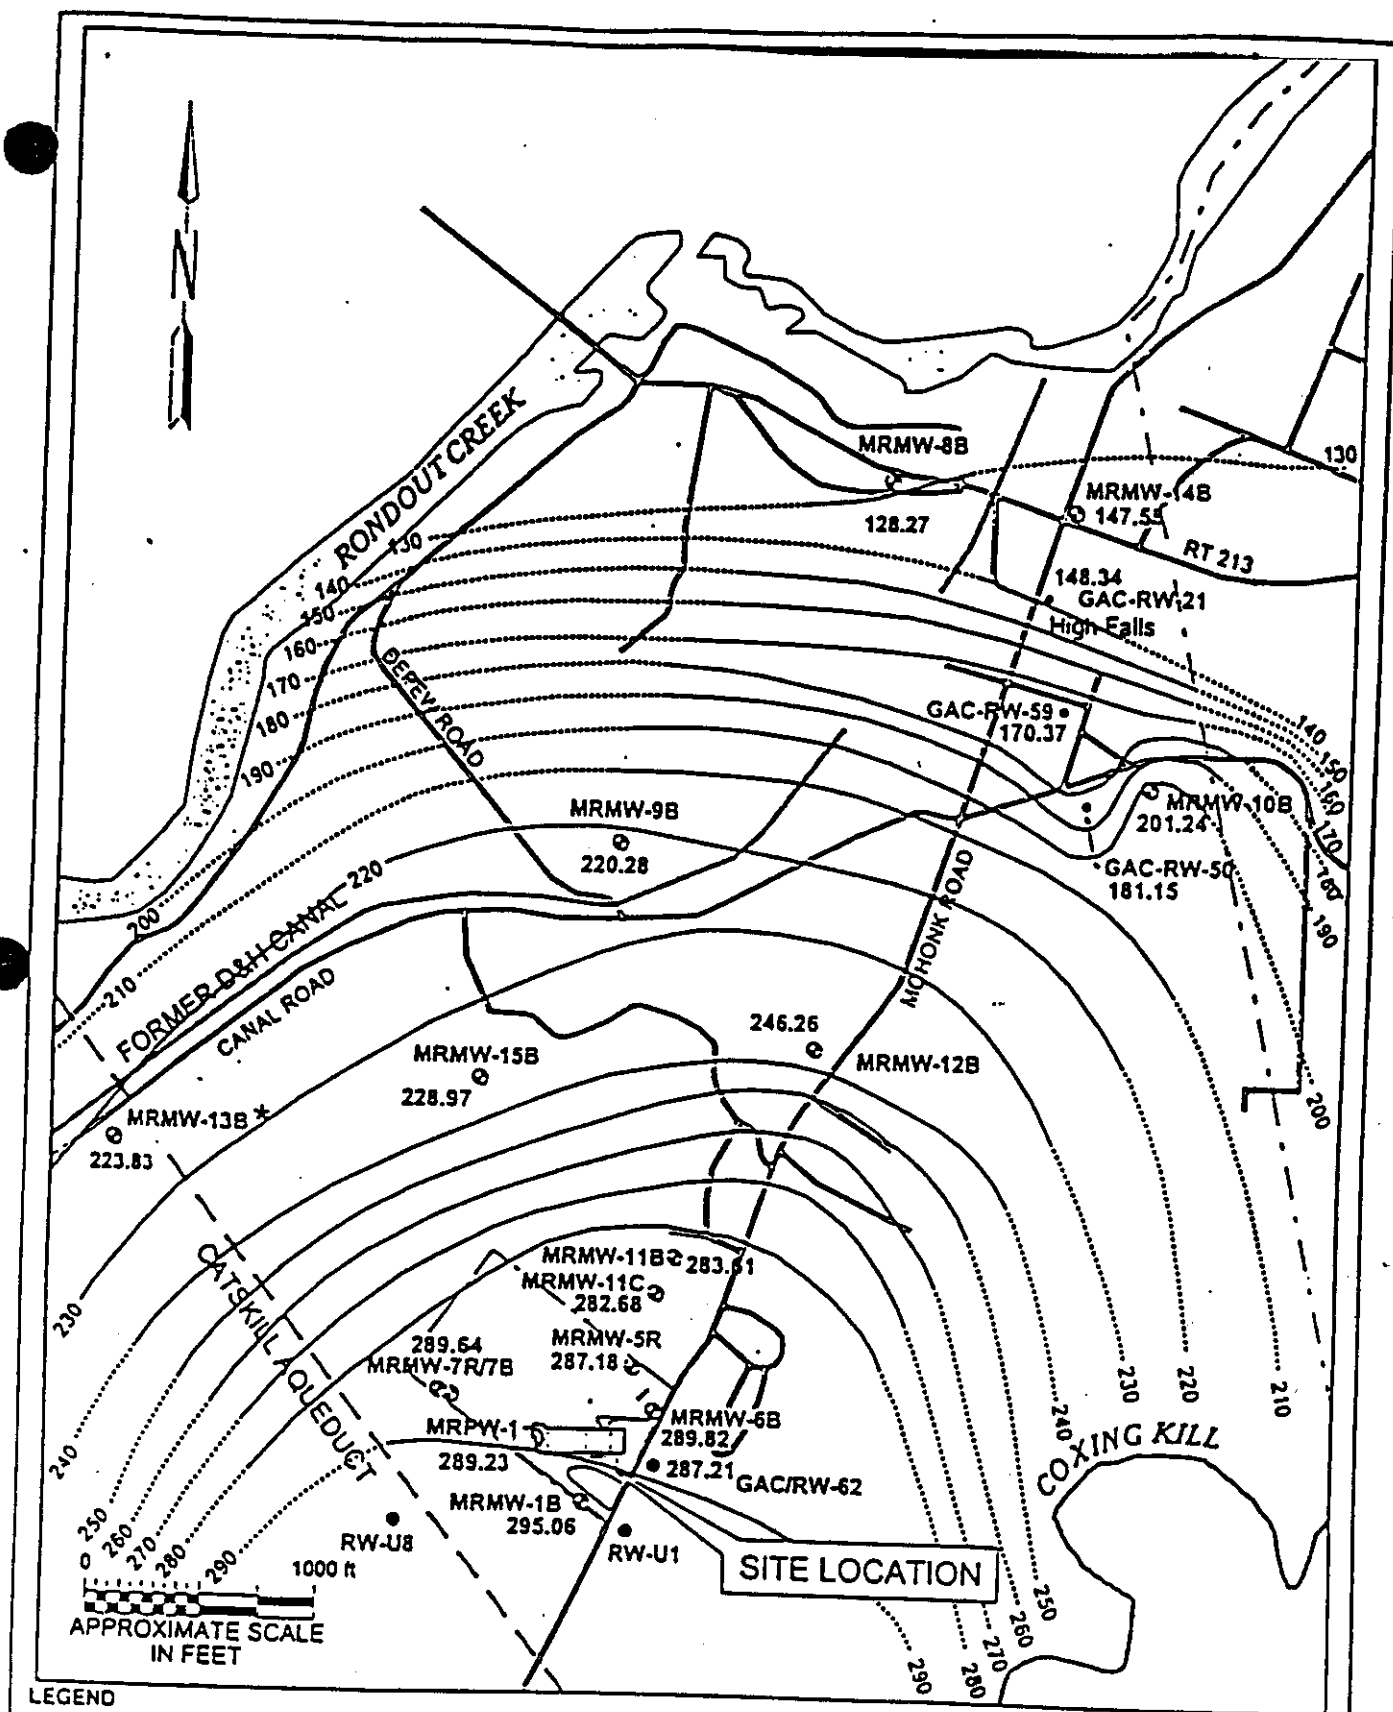 N
RONDOUT CREEK
MRMW-8B
128.27
130
MRMW-14B
147.55
RT 213
130
140
150
160
170
180
190
200
210
220
148.34
GAC-RW-21
High Falls
DEPEW ROAD
GAC-RW-59
170.37
140
150
160
170
180
190
200
MRMW-9B
220.28
MRMW-10B
201.24
GAC-RW-50
181.15
FORMER D&H CANAL
CANAL ROAD
MOHONK ROAD
246.26
MRMW-12B
MRMW-15B
228.97
MRMW-13B *
223.83
CATSKILL AQUEDUCT
MRMW-11B
283.61
MRMW-11C
282.68
289.64
MRMW-7R/7B
MRMW-5R
287.18
MRMW-6B
289.82
MRPW-1
289.23
287.21
GAC/RW-62
MRMW-1B
295.06
RW-U8
RW-U1
SITE LOCATION
COXING KILL
230
240
250
260
270
280
290
230
220
210
240
250
260
270
280
290
0
1000 ft
APPROXIMATE SCALE
IN FEET
LEGEND